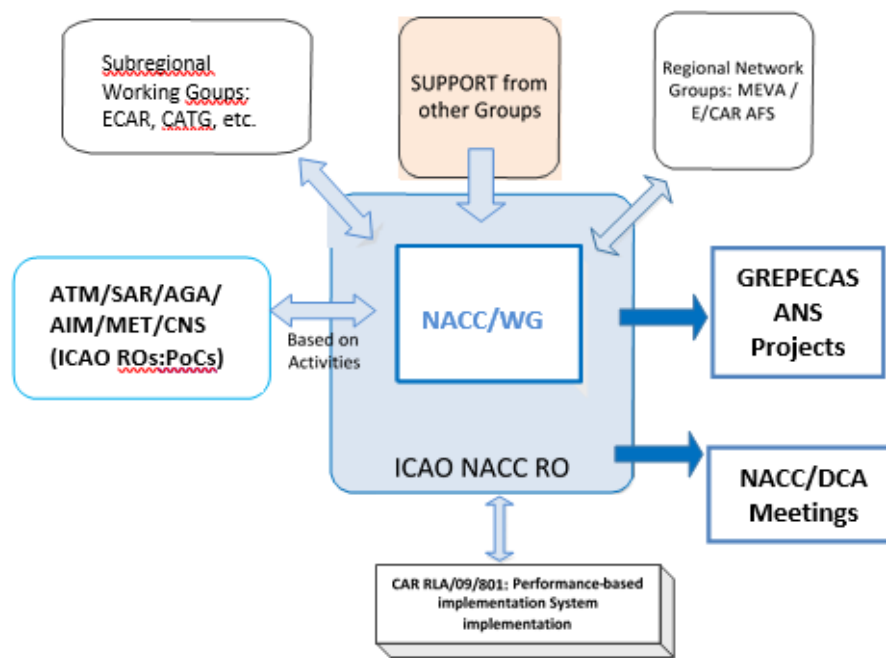 Subregional
Working Goups:
ECAR, CATG, etc.
SUPPORT from
other Groups
Regional Network
Groups: MEVA /
E/CAR AFS
ATM/SAR/AGA/
AIM/MET/CNS
(ICAO ROs:PoCs)
Based on
Activities
NACC/WG
GREPECAS
ANS
Projects
ICAO NACC RO
NACC/DCA
Meetings
CAR RLA/09/801: Performance-based
implementation System
implementation